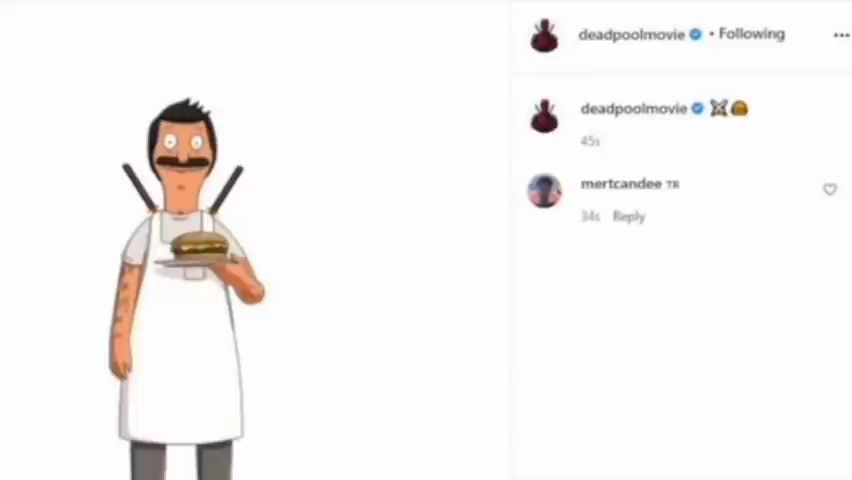 deadpoolmovie • Following
deadpoolmovie ⚔️🍔
45s
mertcandee TR
34s Reply